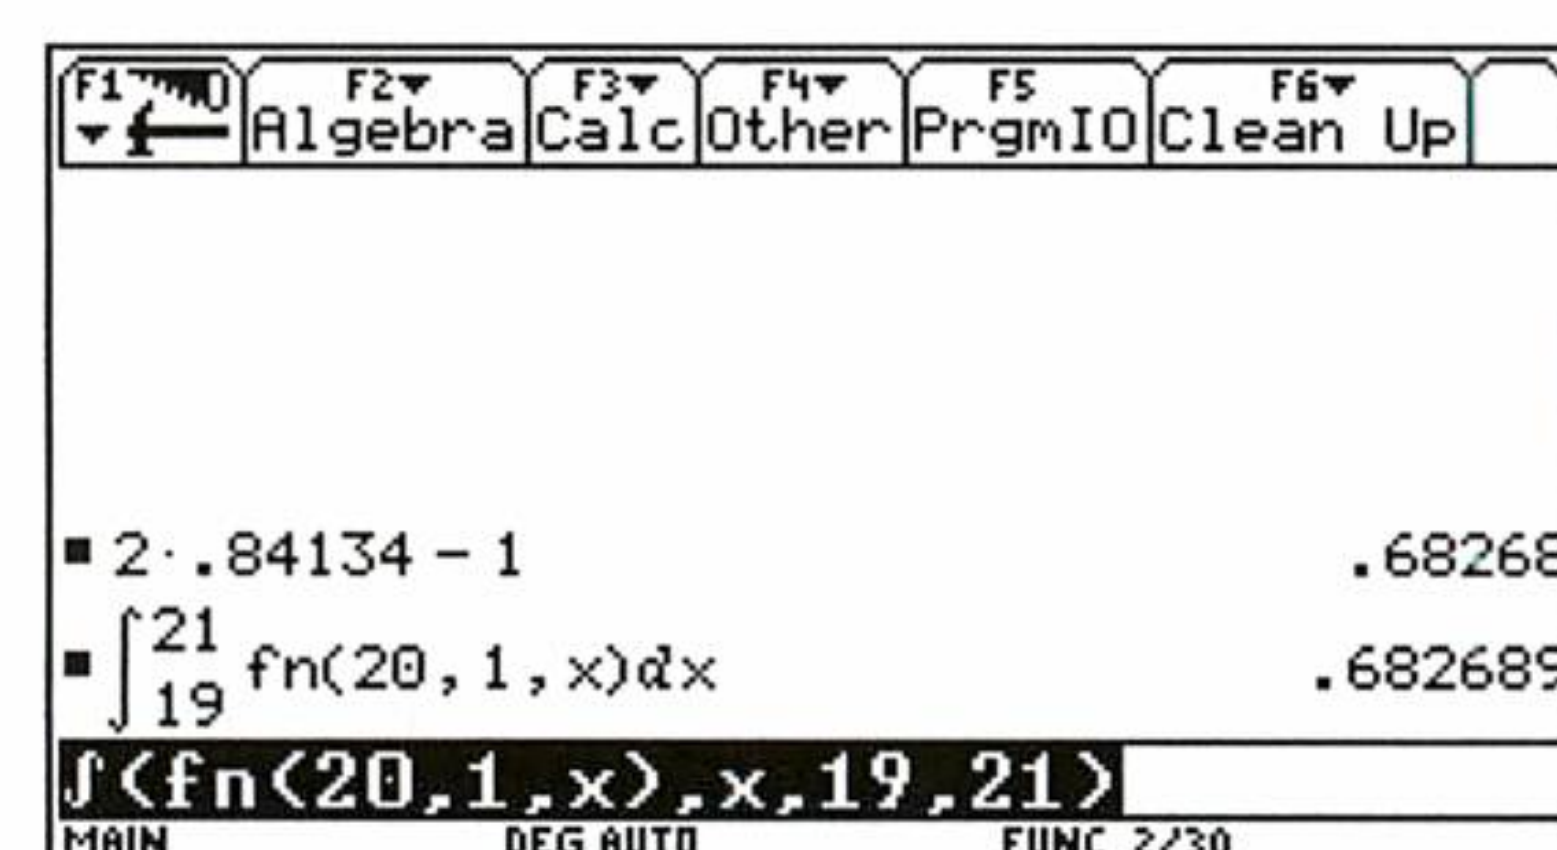 F1 F2 F3 F4 F5 F6
Algebra Calc Other PrgmIO Clean Up
2·.84134-1 .68268
∫ 21 19 fn(20,1,x)dx .682689
∫(fn(20,1,x),x,19,21)
MAIN DEG AUTO FUNC 2/30